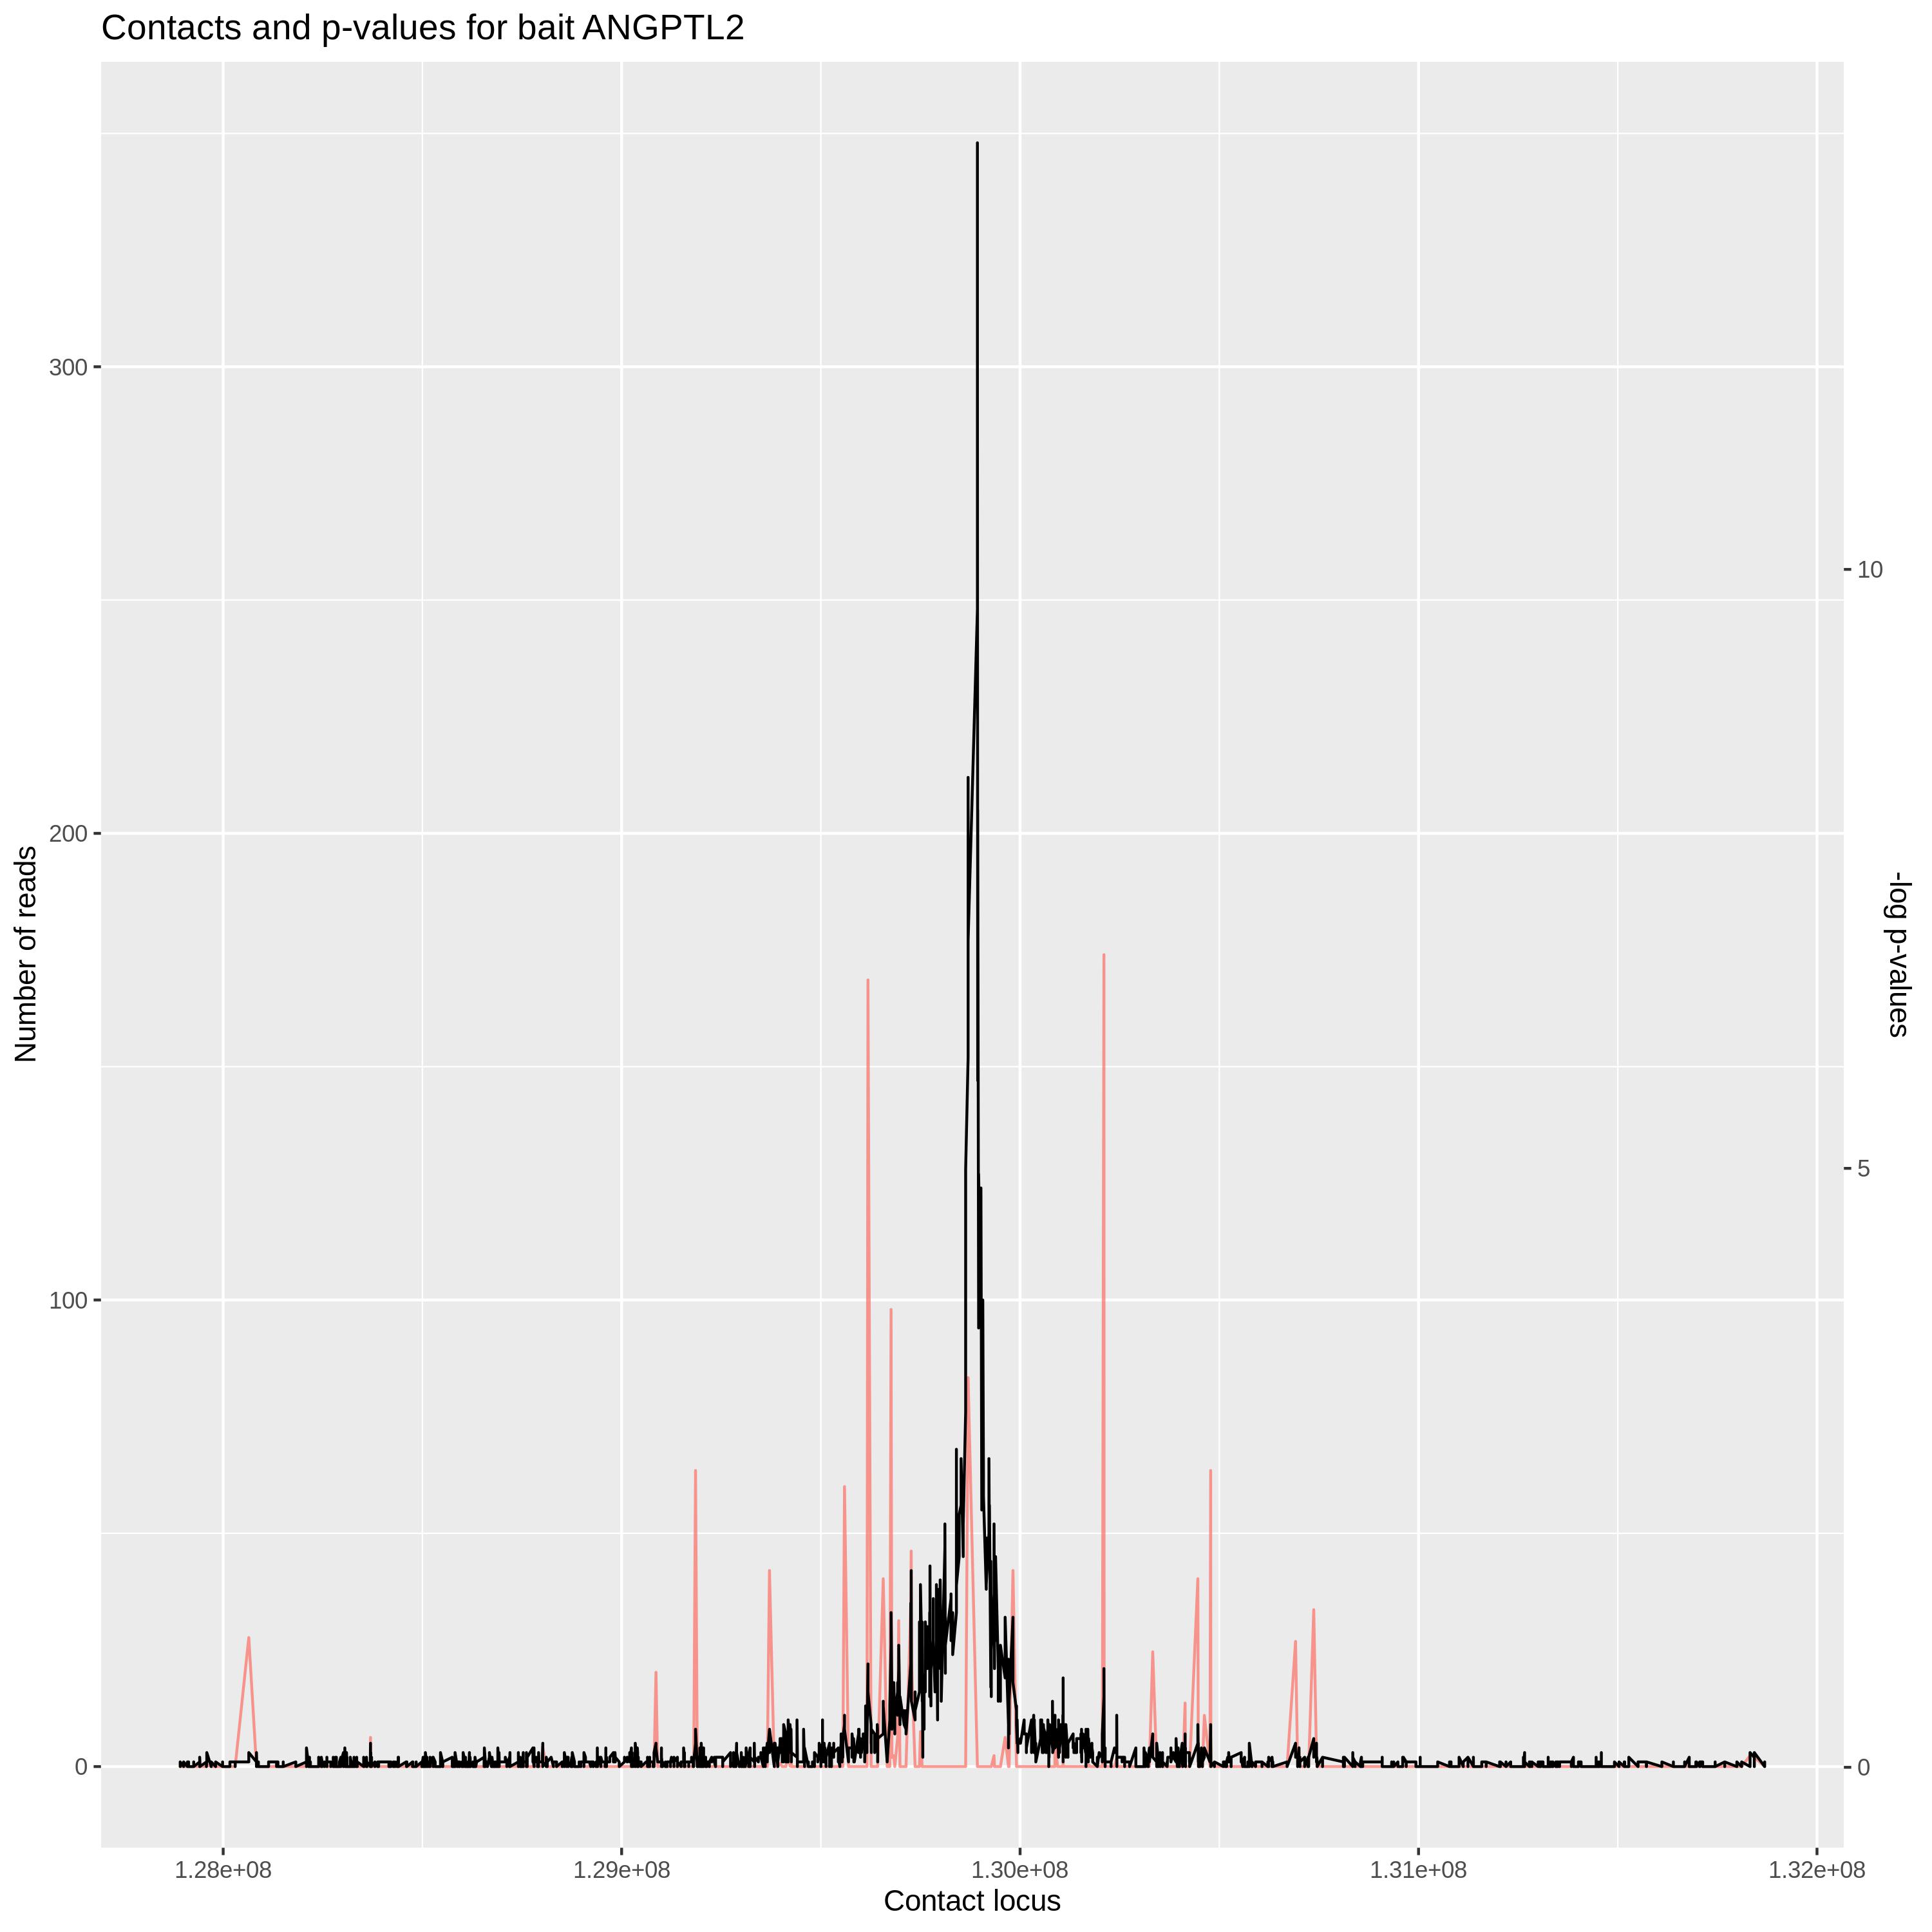 Contacts and p-values for bait ANGPTL2
300
200
100
0
Number of reads
10
5
0
-log p-values
1.28e+08 1.29e+08 1.30e+08 1.31e+08 1.32e+08
Contact locus